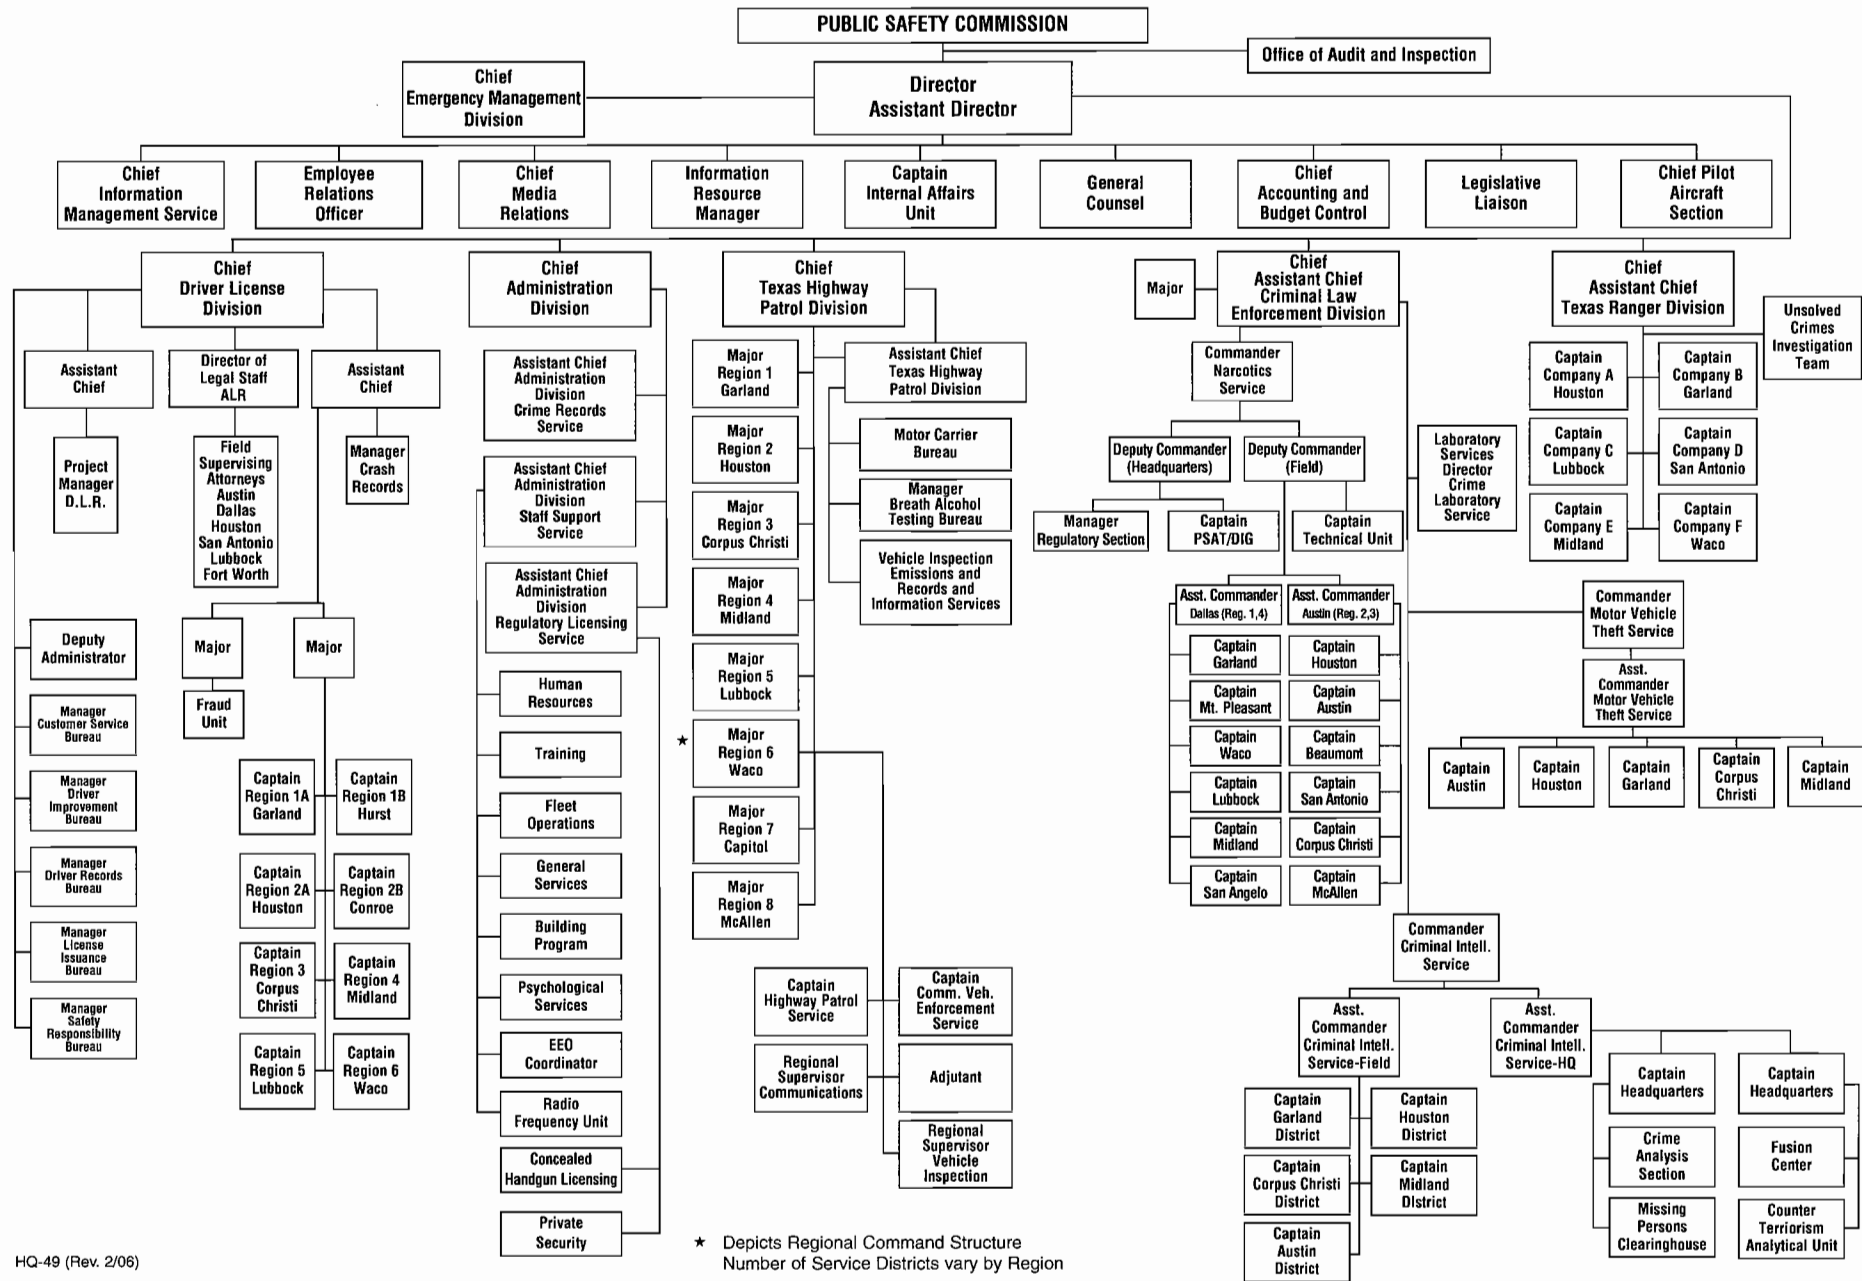 PUBLIC SAFETY COMMISSION
Office of Audit and Inspection
Chief
Emergency Management
Division
Director
Assistant Director
Chief
Information
Management Service
Employee
Relations
Officer
Chief
Media
Relations
Information
Resource
Manager
Captain
Internal Affairs
Unit
General
Counsel
Chief
Accounting and
Budget Control
Legislative
Liaison
Chief Pilot
Aircraft
Section
Chief
Driver License
Division
Assistant
Chief
Director of
Legal Staff
ALR
Assistant
Chief
Project
Manager
D.L.R.
Field
Supervising
Attorneys
Austin
Dallas
Houston
San Antonio
Lubbock
Fort Worth
Manager
Crash
Records
Deputy
Administrator
Manager
Customer Service
Bureau
Manager
Driver
Improvement
Bureau
Manager
Driver Records
Bureau
Manager
License
Issuance
Bureau
Manager
Safety
Responsibility
Bureau
Major
Major
Fraud
Unit
Captain
Region 1A
Garland
Captain
Region 1B
Hurst
Captain
Region 2A
Houston
Captain
Region 2B
Conroe
Captain
Region 3
Corpus
Christi
Captain
Region 4
Midland
Captain
Region 5
Lubbock
Captain
Region 6
Waco
Chief
Administration
Division
Assistant Chief
Administration
Division
Crime Records
Service
Assistant Chief
Administration
Division
Staff Support
Service
Assistant Chief
Administration
Division
Regulatory Licensing
Service
Human
Resources
Training
Fleet
Operations
General
Services
Building
Program
Psychological
Services
EEO
Coordinator
Radio
Frequency Unit
Concealed
Handgun Licensing
Private
Security
Chief
Texas Highway
Patrol Division
Major
Region 1
Garland
Major
Region 2
Houston
Major
Region 3
Corpus Christi
Major
Region 4
Midland
Major
Region 5
Lubbock
★
Major
Region 6
Waco
Major
Region 7
Capitol
Major
Region 8
McAllen
Assistant Chief
Texas Highway
Patrol Division
Motor Carrier
Bureau
Manager
Breath Alcohol
Testing Bureau
Vehicle Inspection
Emissions and
Records and
Information Services
Captain
Highway Patrol
Service
Captain
Comm. Veh.
Enforcement
Service
Regional
Supervisor
Communications
Adjutant
Regional
Supervisor
Vehicle
Inspection
Major
Chief
Assistant Chief
Criminal Law
Enforcement Division
Commander
Narcotics
Service
Deputy Commander
(Headquarters)
Deputy Commander
(Field)
Manager
Regulatory Section
Captain
PSAT/DIG
Captain
Technical Unit
Asst. Commander
Dallas (Reg. 1,4)
Asst. Commander
Austin (Reg. 2,3)
Captain
Garland
Captain
Houston
Captain
Mt. Pleasant
Captain
Austin
Captain
Waco
Captain
Beaumont
Captain
Lubbock
Captain
San Antonio
Captain
Midland
Captain
Corpus Christi
Captain
San Angelo
Captain
McAllen
Laboratory
Services
Director
Crime
Laboratory
Service
Chief
Assistant Chief
Texas Ranger Division
Unsolved
Crimes
Investigation
Team
Captain
Company A
Houston
Captain
Company B
Garland
Captain
Company C
Lubbock
Captain
Company D
San Antonio
Captain
Company E
Midland
Captain
Company F
Waco
Commander
Motor Vehicle
Theft Service
Asst.
Commander
Motor Vehicle
Theft Service
Captain
Austin
Captain
Houston
Captain
Garland
Captain
Corpus
Christi
Captain
Midland
Commander
Criminal Intell.
Service
Asst.
Commander
Criminal Intell.
Service-Field
Asst.
Commander
Criminal Intell.
Service-HQ
Captain
Garland
District
Captain
Houston
District
Captain
Corpus Christi
District
Captain
Midland
District
Captain
Austin
District
Captain
Headquarters
Captain
Headquarters
Crime
Analysis
Section
Fusion
Center
Missing
Persons
Clearinghouse
Counter
Terriorism
Analytical Unit
★ Depicts Regional Command Structure
Number of Service Districts vary by Region
HQ-49 (Rev. 2/06)